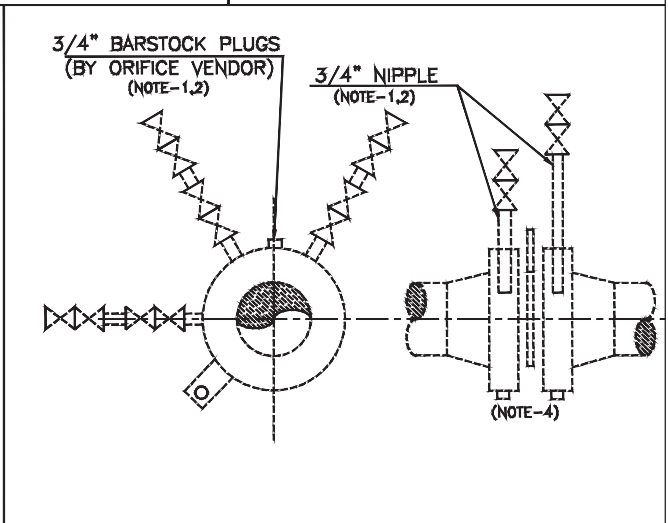 3/4" BARSTOCK PLUGS
(BY ORIFICE VENDOR)
(NOTE-1,2)
3/4" NIPPLE
(NOTE-1,2)
(NOTE-4)